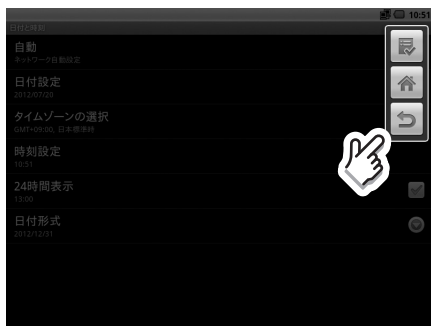 10:51
日付と時刻
自動
ネットワーク自動設定
日付設定
2012/07/20
タイムゾーンの選択
GMT+09:00, 日本標準時
時刻設定
10:51
24時間表示
13:00
日付形式
2012/12/31